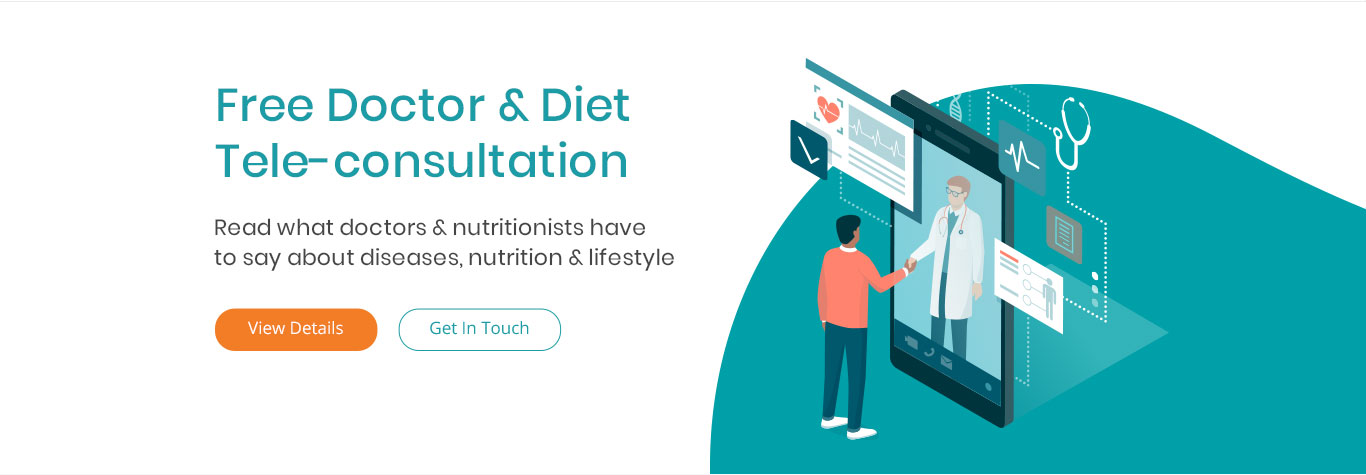 Free Doctor & Diet
Tele-consultation
Read what doctors & nutritionists have
to say about diseases, nutrition & lifestyle
View Details
Get In Touch